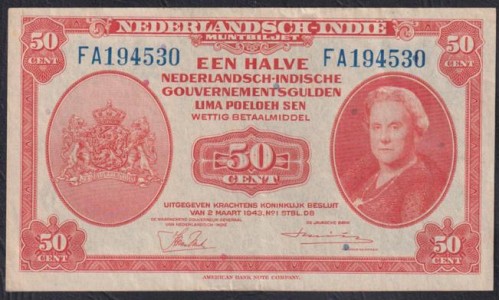 NEDERLANDSCH-INDIË
MUNTBILJET
50 CENT 50 CENT
FA194530 FA194530
EEN HALVE
NEDERLANDSCH-INDISCHE
GOUVERNEMENTSGULDEN
LIMA POELOEH SEN
WETTIG BETAALMIDDEL
50
CENT
UITGEGEVEN KRACHTENS KONINKLIJK BESLUIT
VAN 2 MAART 1943, No 1 STBL. D8
50 CENT 50 CENT
AMERICAN BANK NOTE COMPANY.